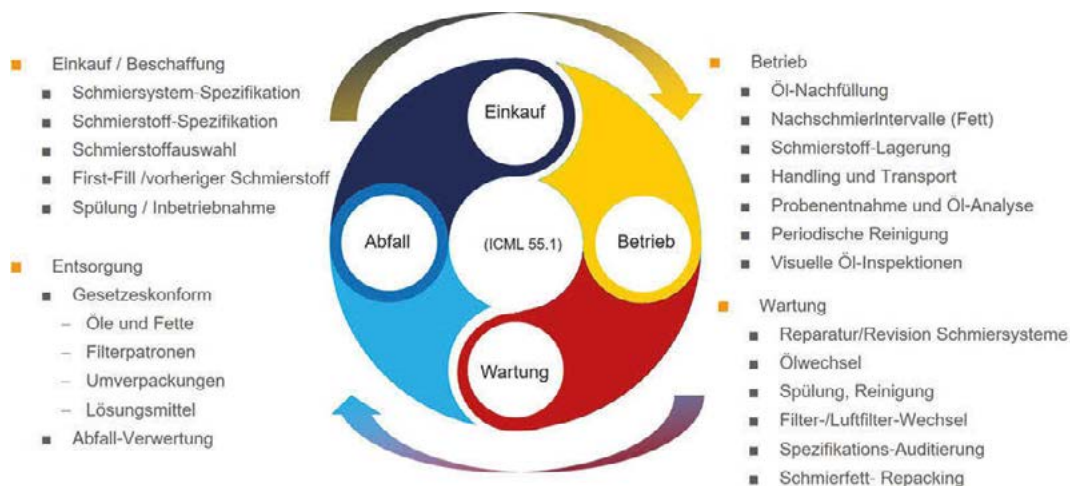 Einkauf / Beschaffung
Schmiersystem-Spezifikation
Schmierstoff-Spezifikation
Schmierstoffauswahl
First-Fill /vorheriger Schmierstoff
Spülung / Inbetriebnahme
Entsorgung
Gesetzeskonform
– Öle und Fette
– Filterpatronen
– Umverpackungen
– Lösungsmittel
Abfall-Verwertung
Einkauf
Abfall
(ICML 55.1)
Betrieb
Wartung
Betrieb
Öl-Nachfüllung
Nachschmierintervalle (Fett)
Schmierstoff-Lagerung
Handling und Transport
Probenentnahme und Öl-Analyse
Periodische Reinigung
Visuelle Öl-Inspektionen
Wartung
Reparatur/Revision Schmiersysteme
Ölwechsel
Spülung, Reinigung
Filter-/Luftfilter-Wechsel
Spezifikations-Auditierung
Schmierfett- Repacking